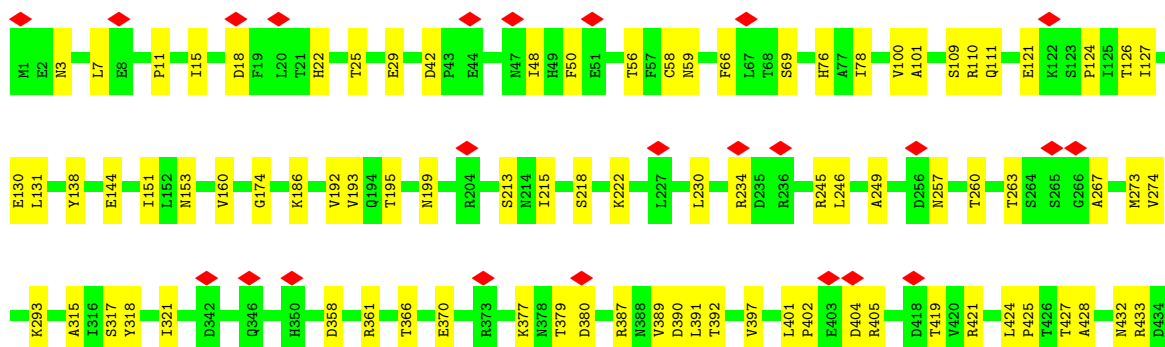 M1 E2 N3 L7 E8 P11 I15 D18 F19 L20 T21 H22 T25 E29 D42 P43 E44 N47 I48 H49 F50 E51 T56 F57 C58 N59 F66 L67 T68 S69 H76 A77 I78 V100 A101 S109 R110 Q111 E121 K122 S123 P124 I125 T126 I127
E130 L131 Y138 E144 I151 L152 N153 V160 G174 K186 V192 V193 Q194 T195 N199 R204 S213 N214 I215 S218 K222 L227 L230 R234 D235 R236 R245 L246 A249 D256 N257 T260 T263 S264 S265 G266 A267 M273 V274
K293 A315 I316 S317 Y318 I321 D342 Q346 H350 D358 R361 T366 E370 R373 K377 N378 T379 D380 R387 N388 V389 D390 L391 T392 V397 L401 P402 E403 D404 R405 D418 T419 V420 R421 L424 P425 T426 T427 A428 N432 R433 D434